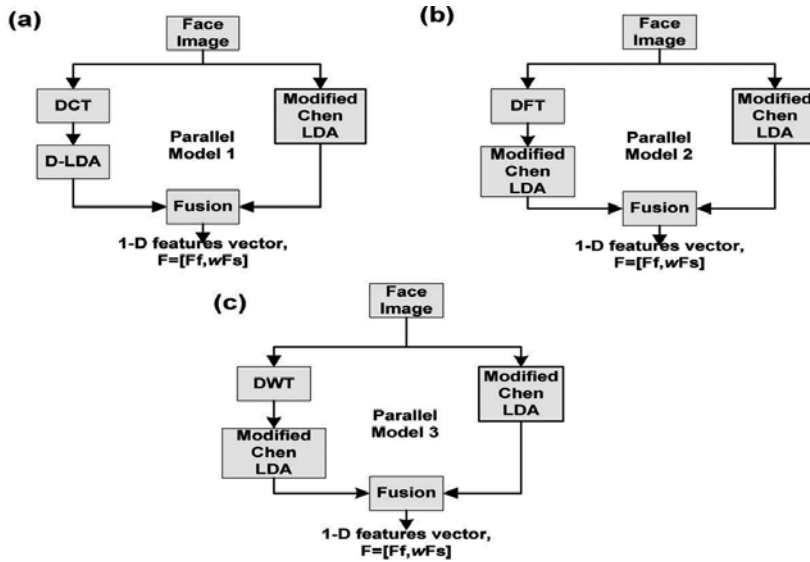 (a)
Face
Image
DCT
D-LDA
Parallel
Model 1
Modified
Chen
LDA
Fusion
1-D features vector,
F=[Ff,wFs]
(b)
Face
Image
DFT
Modified
Chen
LDA
Parallel
Model 2
Modified
Chen
LDA
Fusion
1-D features vector,
F=[Ff,wFs]
(c)
Face
Image
DWT
Modified
Chen
LDA
Parallel
Model 3
Modified
Chen
LDA
Fusion
1-D features vector,
F=[Ff,wFs]